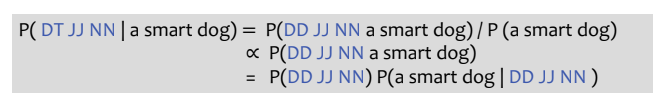 P( DT JJ NN | a smart dog) = P(DD JJ NN a smart dog) / P (a smart dog)
∝ P(DD JJ NN a smart dog)
= P(DD JJ NN) P(a smart dog | DD JJ NN )